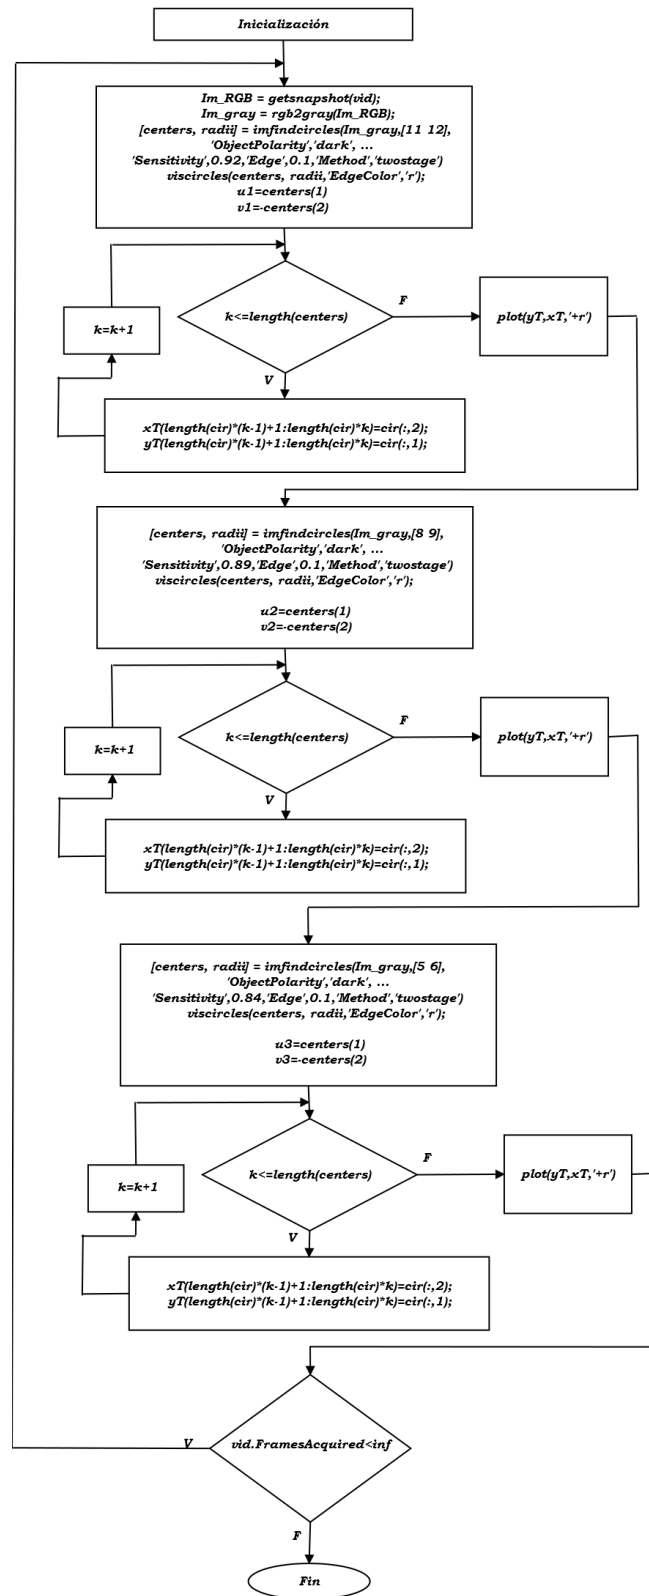 Inicialización
Im_RGB = getsnapshot(vid);
Im_gray = rgb2gray(Im_RGB);
[centers, radii] = imfindcircles(Im_gray,[11 12],
'ObjectPolarity','dark', ...
'Sensitivity',0.92,'Edge',0.1,'Method','twostage')
viscircles(centers, radii,'EdgeColor','r');
u1=centers(1)
v1=-centers(2)
k<=length(centers)
F
plot(yT,xT,'+r')
k=k+1
V
xT(length(cir)*(k-1)+1:length(cir)*k)=cir(:,2);
yT(length(cir)*(k-1)+1:length(cir)*k)=cir(:,1);
[centers, radii] = imfindcircles(Im_gray,[8 9],
'ObjectPolarity','dark', ...
'Sensitivity',0.89,'Edge',0.1,'Method','twostage')
viscircles(centers, radii,'EdgeColor','r');
u2=centers(1)
v2=-centers(2)
k<=length(centers)
F
plot(yT,xT,'+r')
k=k+1
V
xT(length(cir)*(k-1)+1:length(cir)*k)=cir(:,2);
yT(length(cir)*(k-1)+1:length(cir)*k)=cir(:,1);
[centers, radii] = imfindcircles(Im_gray,[5 6],
'ObjectPolarity','dark', ...
'Sensitivity',0.84,'Edge',0.1,'Method','twostage')
viscircles(centers, radii,'EdgeColor','r');
u3=centers(1)
v3=-centers(2)
k<=length(centers)
F
plot(yT,xT,'+r')
k=k+1
V
xT(length(cir)*(k-1)+1:length(cir)*k)=cir(:,2);
yT(length(cir)*(k-1)+1:length(cir)*k)=cir(:,1);
V
vid.FramesAcquired<inf
F
Fin